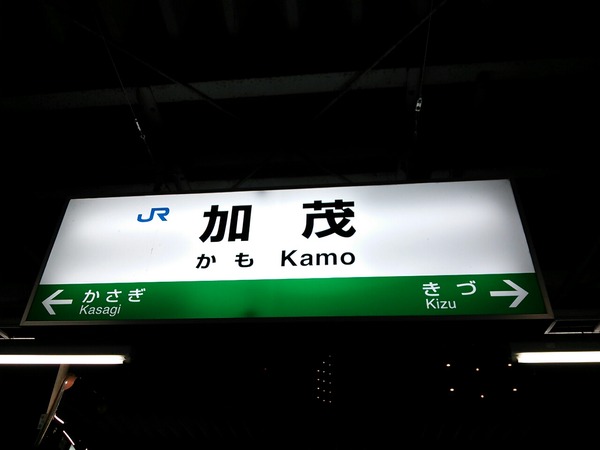 JR 加茂
かも Kamo
← かさぎ きづ →
Kasagi Kizu